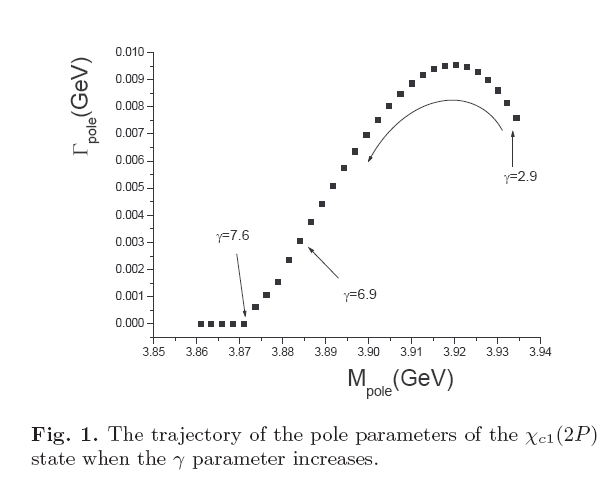 0.010
0.009
0.008
0.007
0.006
0.005
0.004
0.003
0.002
0.001
0.000
Γpole(GeV)
γ=2.9
γ=7.6
γ=6.9
3.85 3.86 3.87 3.88 3.89 3.90 3.91 3.92 3.93 3.94
Mpole(GeV)
Fig. 1. The trajectory of the pole parameters of the χc1(2P)
state when the γ parameter increases.